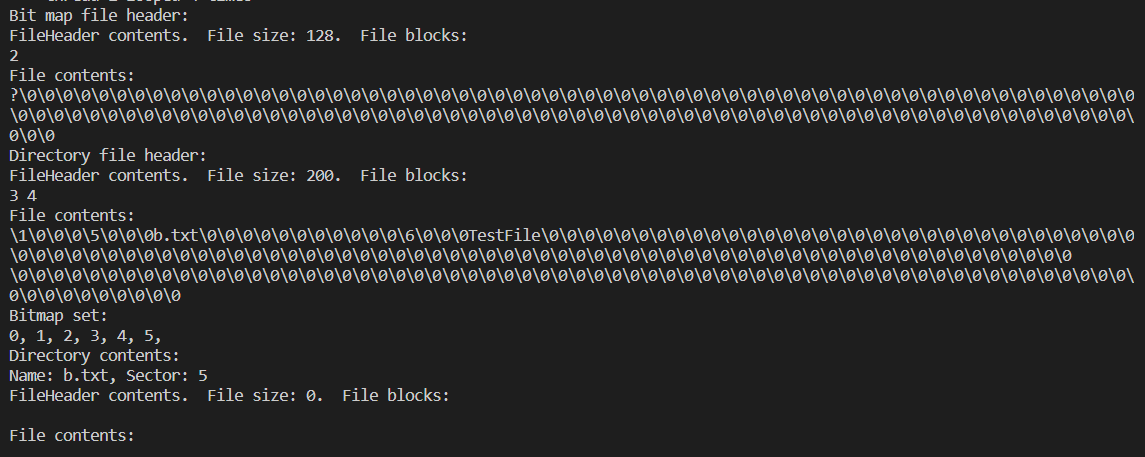 Bit map file header:
FileHeader contents.  File size: 128.  File blocks:
2
File contents:
?\0\0\0\0\0\0\0\0\0\0\0\0\0\0\0\0\0\0\0\0\0\0\0\0\0\0\0\0\0\0\0\0\0\0\0\0\0\0\0\0\0\0\0\0\0\0\0\0\0\0\0\0\0\0\0\0\0\0\0\0\0\0
\0\0\0\0\0\0\0\0\0\0\0\0\0\0\0\0\0\0\0\0\0\0\0\0\0\0\0\0\0\0\0\0\0\0\0\0\0\0\0\0\0\0\0\0\0\0\0\0\0\0\0\0\0\0\0\0\0\0\0\0\0\0\
0\0\0
Directory file header:
FileHeader contents.  File size: 200.  File blocks:
3 4
File contents:
\1\0\0\0\5\0\0\0b.txt\0\0\0\0\0\0\0\0\0\0\0\6\0\0\0TestFile\0\0\0\0\0\0\0\0\0\0\0\0\0\0\0\0\0\0\0\0\0\0\0\0\0\0\0\0\0\0\0\0\0
\0\0\0\0\0\0\0\0\0\0\0\0\0\0\0\0\0\0\0\0\0\0\0\0\0\0\0\0\0\0\0\0\0\0\0\0\0\0\0\0\0\0\0\0\0\0\0\0\0\0\0\0\0\0\0\0\0\0\0
\0\0\0\0\0\0\0\0\0\0\0\0\0\0\0\0\0\0\0\0\0\0\0\0\0\0\0\0\0\0\0\0\0\0\0\0\0\0\0\0\0\0\0\0\0\0\0\0\0\0\0\0\0\0\0\0\0\0\0\0\0\0\
0\0\0\0\0\0\0\0\0\0
Bitmap set:
0, 1, 2, 3, 4, 5,
Directory contents:
Name: b.txt, Sector: 5
FileHeader contents.  File size: 0.  File blocks:

File contents: